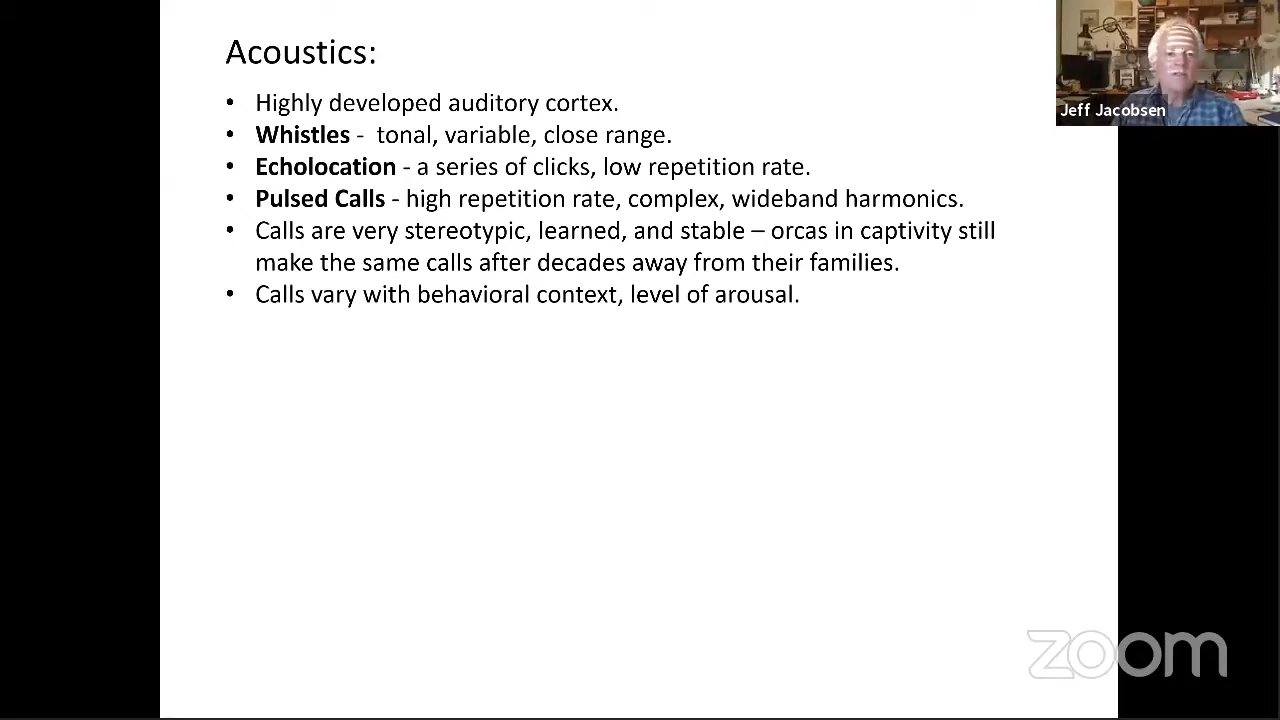 Acoustics:
• Highly developed auditory cortex.
• Whistles - tonal, variable, close range.
• Echolocation - a series of clicks, low repetition rate.
• Pulsed Calls - high repetition rate, complex, wideband harmonics.
• Calls are very stereotypic, learned, and stable – orcas in captivity still
make the same calls after decades away from their families.
• Calls vary with behavioral context, level of arousal.
Jeff Jacobsen
zoom